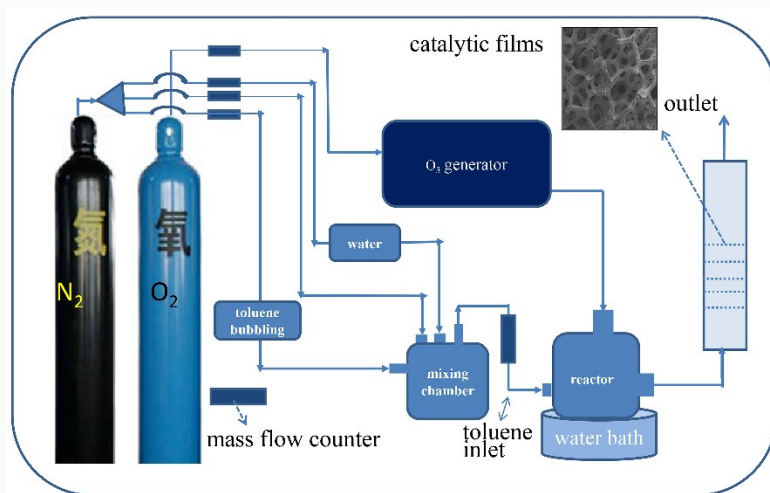 catalytic films
outlet
O₃ generator
氮
氧
N₂
O₂
water
toluene
bubbling
mixing
chamber
reactor
mass flow counter
toluene
inlet
water bath